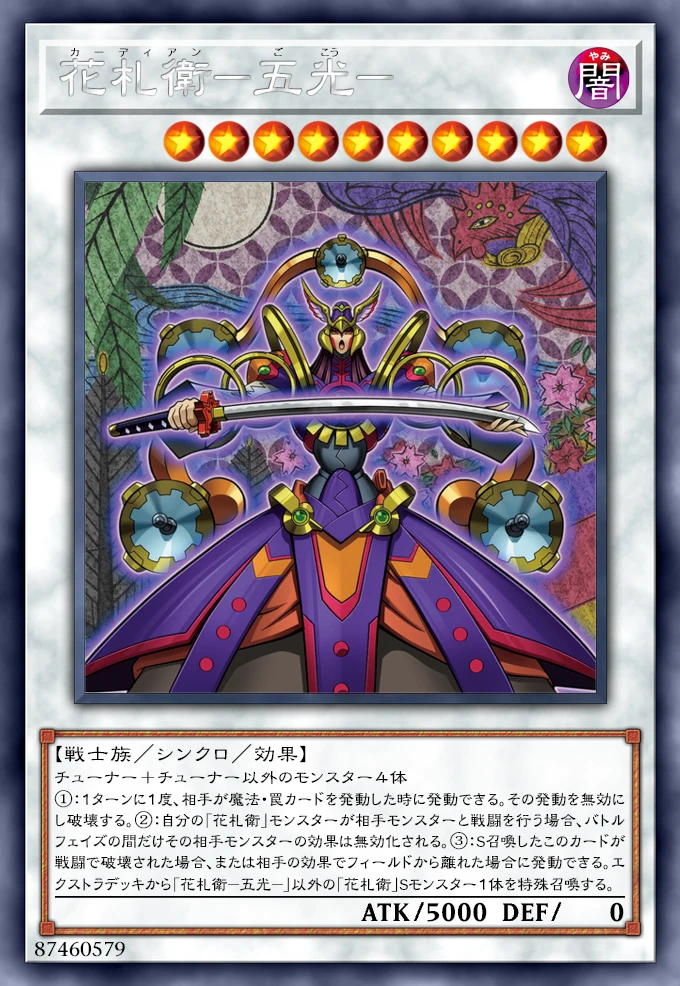 カーディアン ご こう
花札衛－五光－
やみ
闇
【戦士族／シンクロ／効果】
チューナー＋チューナー以外のモンスター４体
①：１ターンに１度、相手が魔法・罠カードを発動した時に発動できる。その発動を無効に
し破壊する。②：自分の「花札衛」モンスターが相手モンスターと戦闘を行う場合、バトル
フェイズの間だけその相手モンスターの効果は無効化される。③：Ｓ召喚したこのカードが
戦闘で破壊された場合、または相手の効果でフィールドから離れた場合に発動できる。エ
クストラデッキから「花札衛－五光－」以外の「花札衛」Ｓモンスター１体を特殊召喚する。
ATK/5000 DEF/ 0
87460579